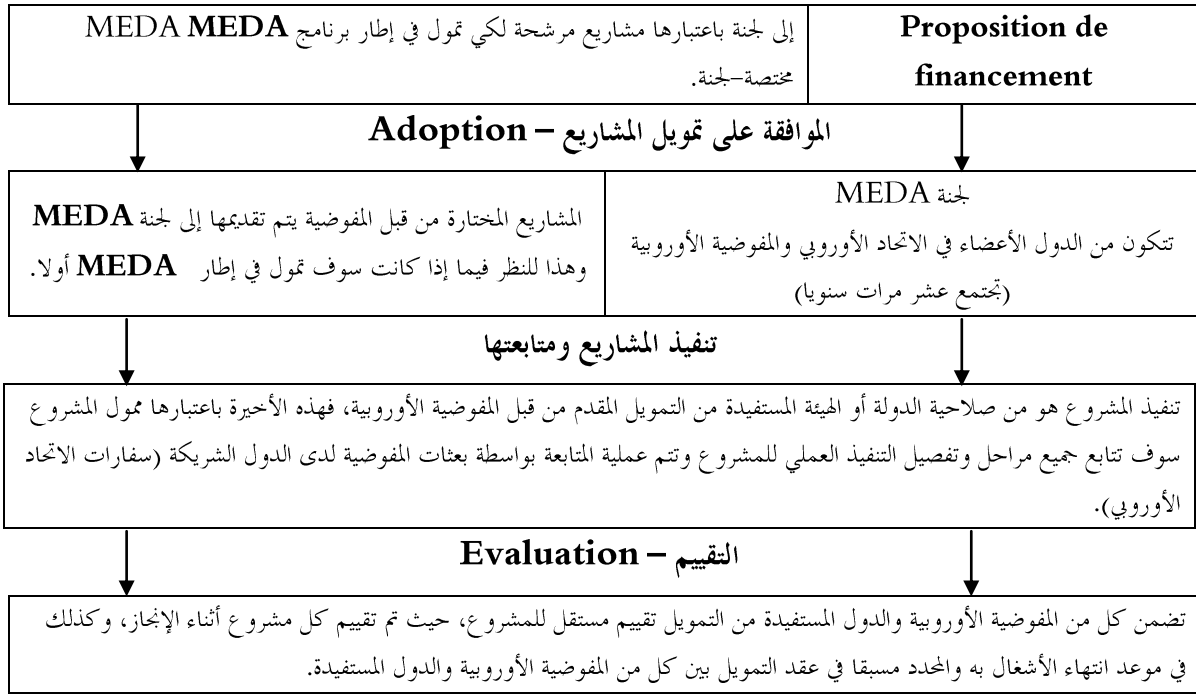 Proposition de
financement
إلى لجنة باعتبارها مشاريع مرشحة لكي تمول في إطار برنامج MEDA MEDA
مختصة–لجنة.
الموافقة على تمويل المشاريع – Adoption
لجنة MEDA
تتكون من الدول الأعضاء في الاتحاد الأوروبي والمفوضية الأوروبية
(تجتمع عشر مرات سنويا)
المشاريع المختارة من قبل المفوضية يتم تقديمها إلى لجنة MEDA
وهذا للنظر فيما إذا كانت سوف تمول في إطار MEDA أولا.
تنفيذ المشاريع ومتابعتها
تنفيذ المشروع هو من صلاحية الدولة أو الهيئة المستفيدة من التمويل المقدم من قبل المفوضية الأوروبية، فهذه الأخيرة باعتبارها ممول المشروع
سوف تتابع جميع مراحل وتفصيل التنفيذ العملي للمشروع وتتم عملية المتابعة بواسطة بعثات المفوضية لدى الدول الشريكة (سفارات الاتحاد
الأوروبي).
التقييم – Evaluation
تضمن كل من المفوضية الأوروبية والدول المستفيدة من التمويل تقييم مستقل للمشروع، حيث تم تقييم كل مشروع أثناء الإنجاز، وكذلك
في موعد انتهاء الأشغال به والمحدد مسبقا في عقد التمويل بين كل من المفوضية الأوروبية والدول المستفيدة.